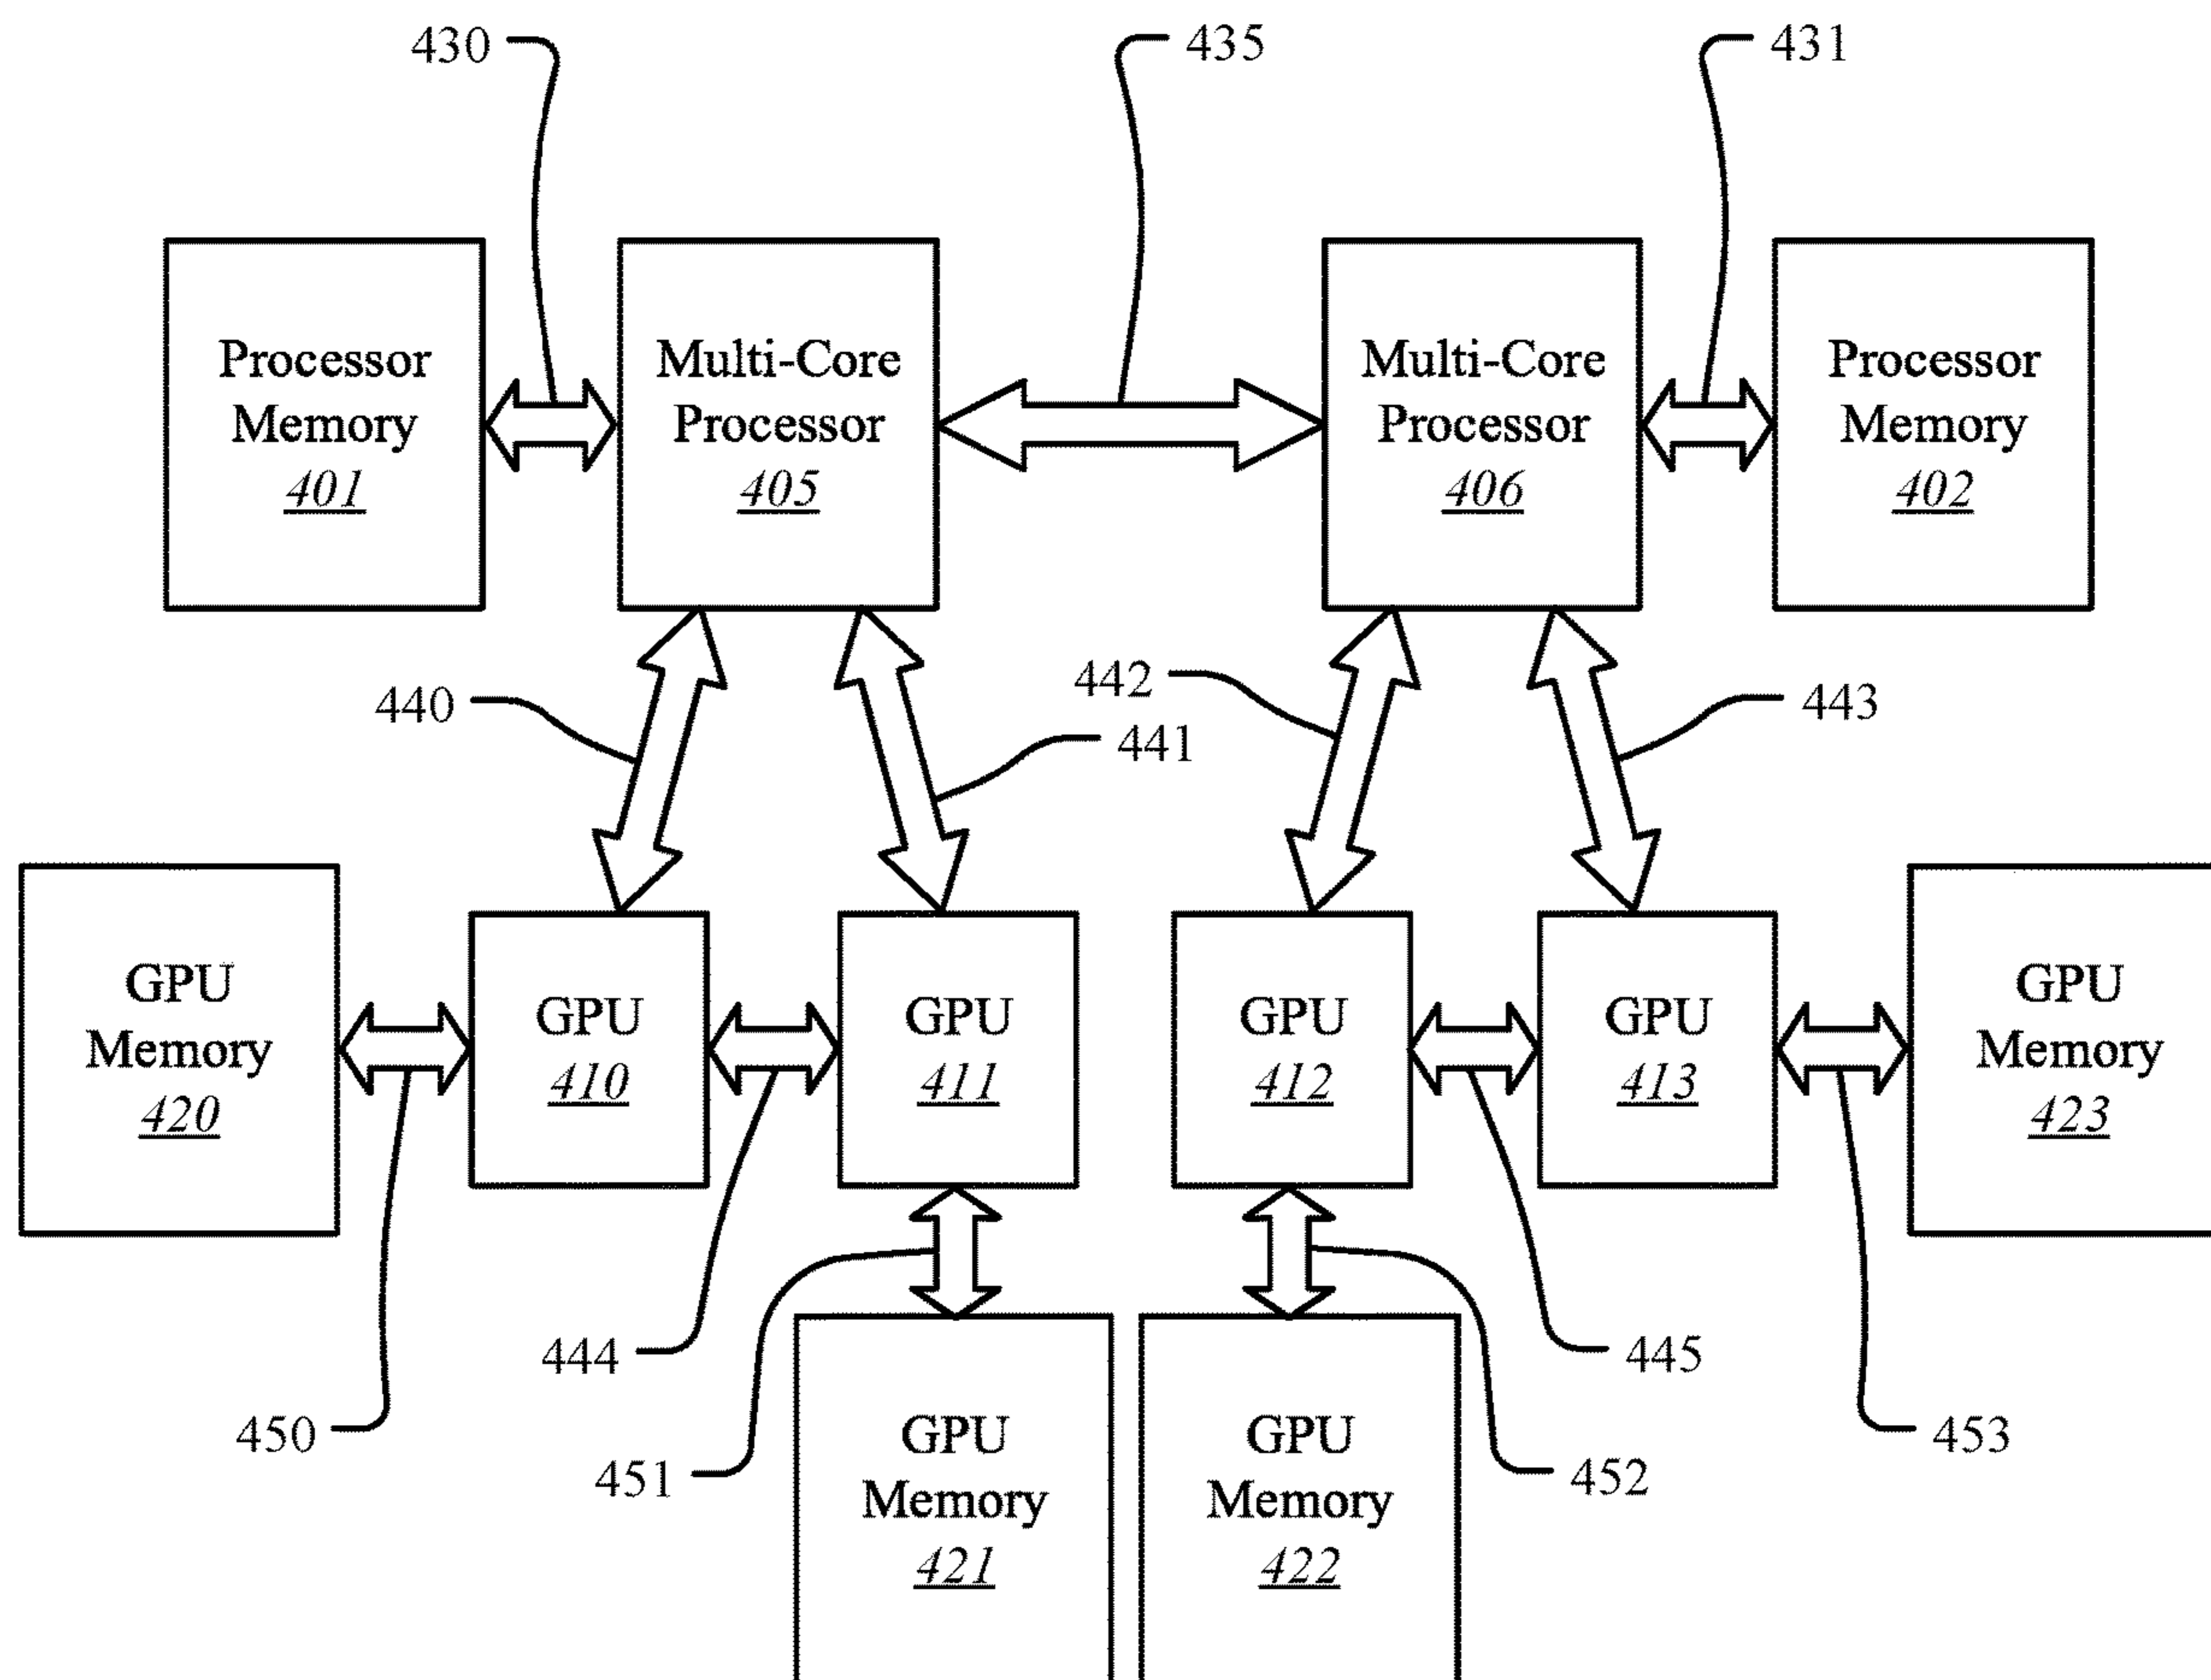 430
435
431
Processor
Memory
401
Multi-Core
Processor
405
Multi-Core
Processor
406
Processor
Memory
402
440
441
442
443
GPU
Memory
420
GPU
410
GPU
411
GPU
412
GPU
413
GPU
Memory
423
444
445
450
451
452
453
GPU
Memory
421
GPU
Memory
422